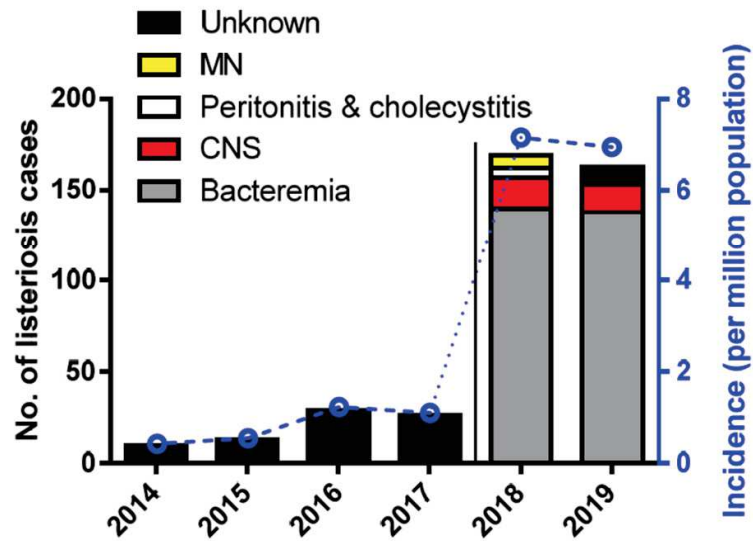 Unknown
MN
Peritonitis & cholecystitis
CNS
Bacteremia
No. of listeriosis cases
200
150
100
50
0
8
6
4
2
0
Incidence (per million population)
2014
2015
2016
2017
2018
2019